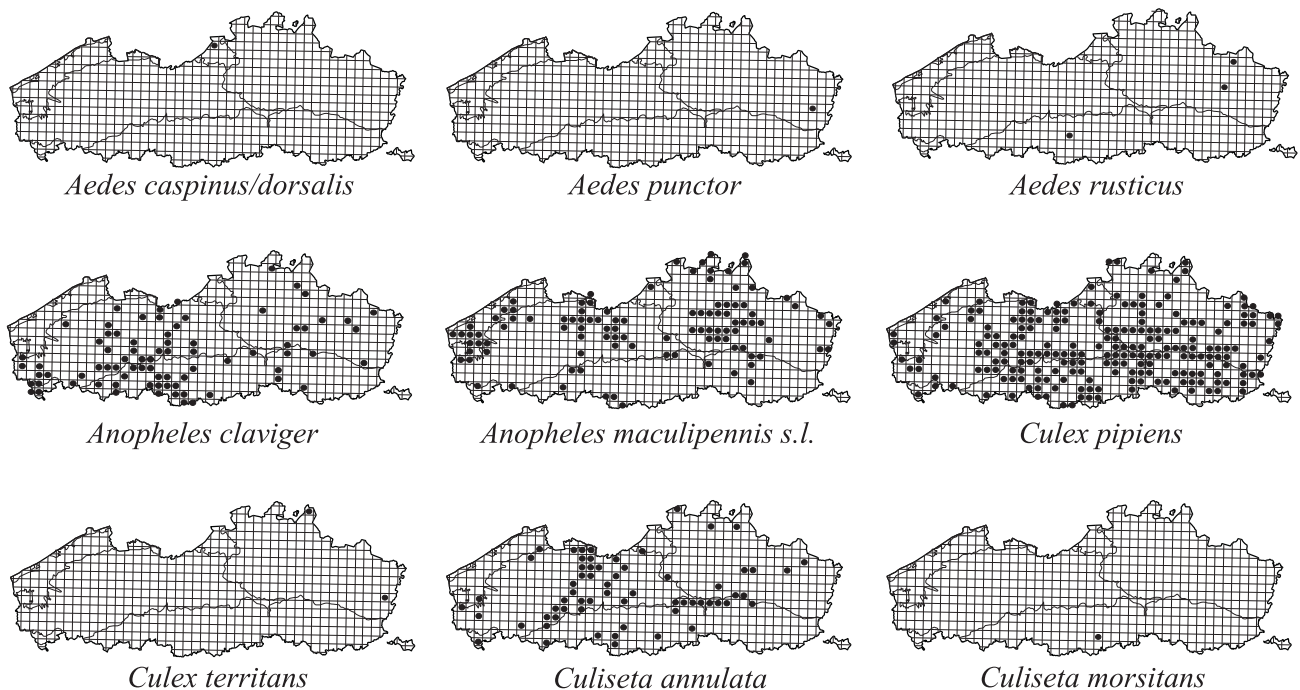 Aedes caspinus/dorsalis
Aedes punctor
Aedes rusticus
Anopheles claviger
Anopheles maculipennis s.l.
Culex pipiens
Culex territans
Culiseta annulata
Culiseta morsitans